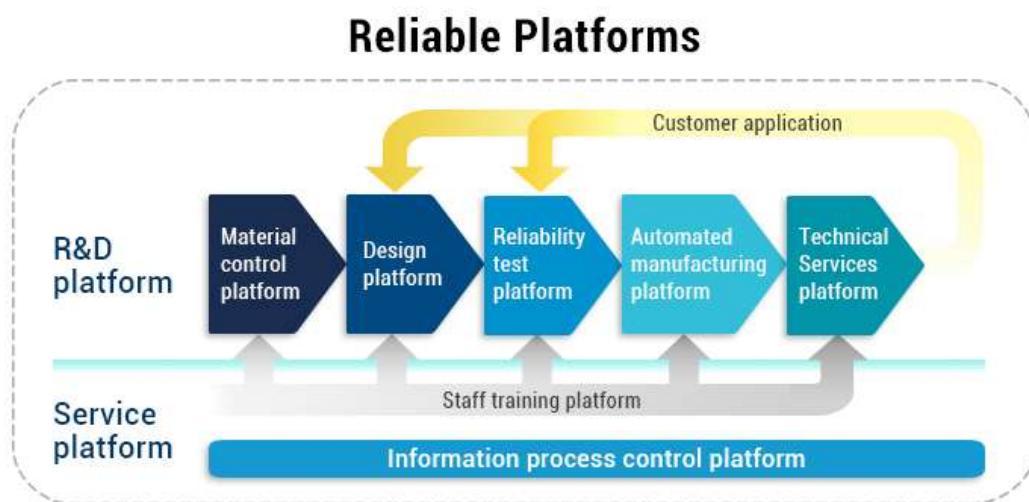 Reliable Platforms
Customer application
R&D
platform
Material
control
platform
Design
platform
Reliability
test
platform
Automated
manufacturing
platform
Technical
Services
platform
Service
platform
Staff training platform
Information process control platform